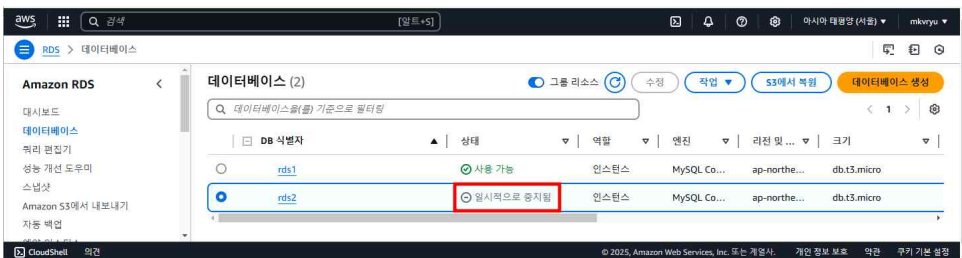 aws 검색 [알트+S] 아시아 태평양 (서울) ▼ mkvryu ▼
RDS > 데이터베이스
Amazon RDS
대시보드
데이터베이스
쿼리 편집기
성능 개선 도우미
스냅샷
Amazon S3에서 내보내기
자동 백업
데이터베이스 (2) 그룹 리소스 수정 작업 ▼ S3에서 복원 데이터베이스 생성
데이터베이스을(를) 기준으로 필터링 < 1 >
DB 식별자 ▲ 상태 역할 엔진 리전 및 ... 크기
rds1 사용 가능 인스턴스 MySQL Co... ap-northe... db.t3.micro
rds2 일시적으로 중지됨 인스턴스 MySQL Co... ap-northe... db.t3.micro
CloudShell 의견 © 2025, Amazon Web Services, Inc. 또는 계열사. 개인 정보 보호 약관 쿠키 기본 설정